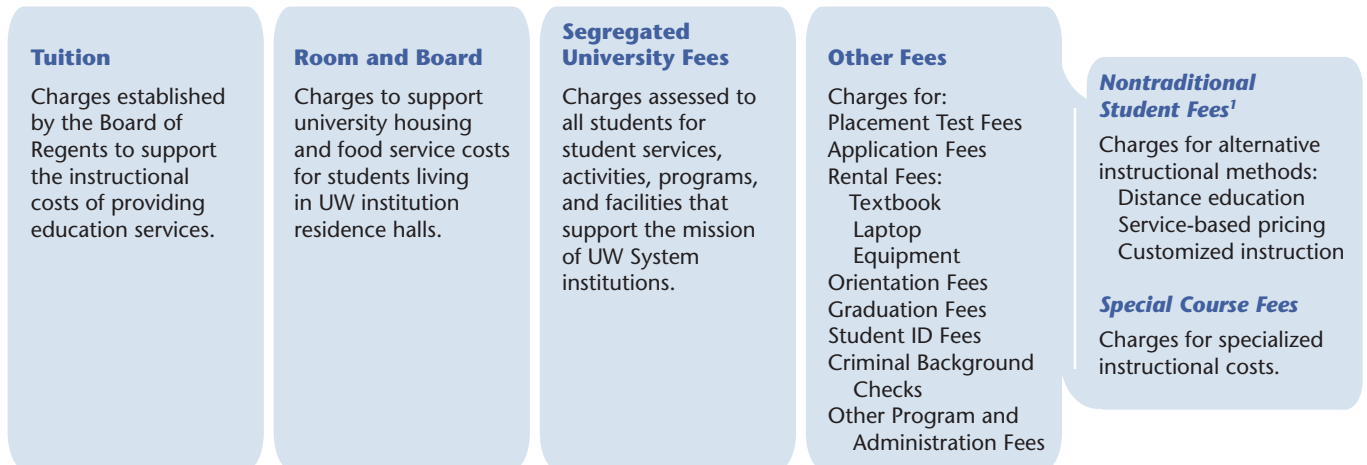 Tuition
Charges established
by the Board of
Regents to support
the instructional
costs of providing
education services.
Room and Board
Charges to support
university housing
and food service costs
for students living
in UW institution
residence halls.
Segregated
University Fees
Charges assessed to
all students for
student services,
activities, programs,
and facilities that
support the mission
of UW System
institutions.
Other Fees
Charges for:
Placement Test Fees
Application Fees
Rental Fees:
Textbook
Laptop
Equipment
Orientation Fees
Graduation Fees
Student ID Fees
Criminal Background
Checks
Other Program and
Administration Fees
Nontraditional
Student Fees¹
Charges for alternative
instructional methods:
Distance education
Service-based pricing
Customized instruction
Special Course Fees
Charges for specialized
instructional costs.